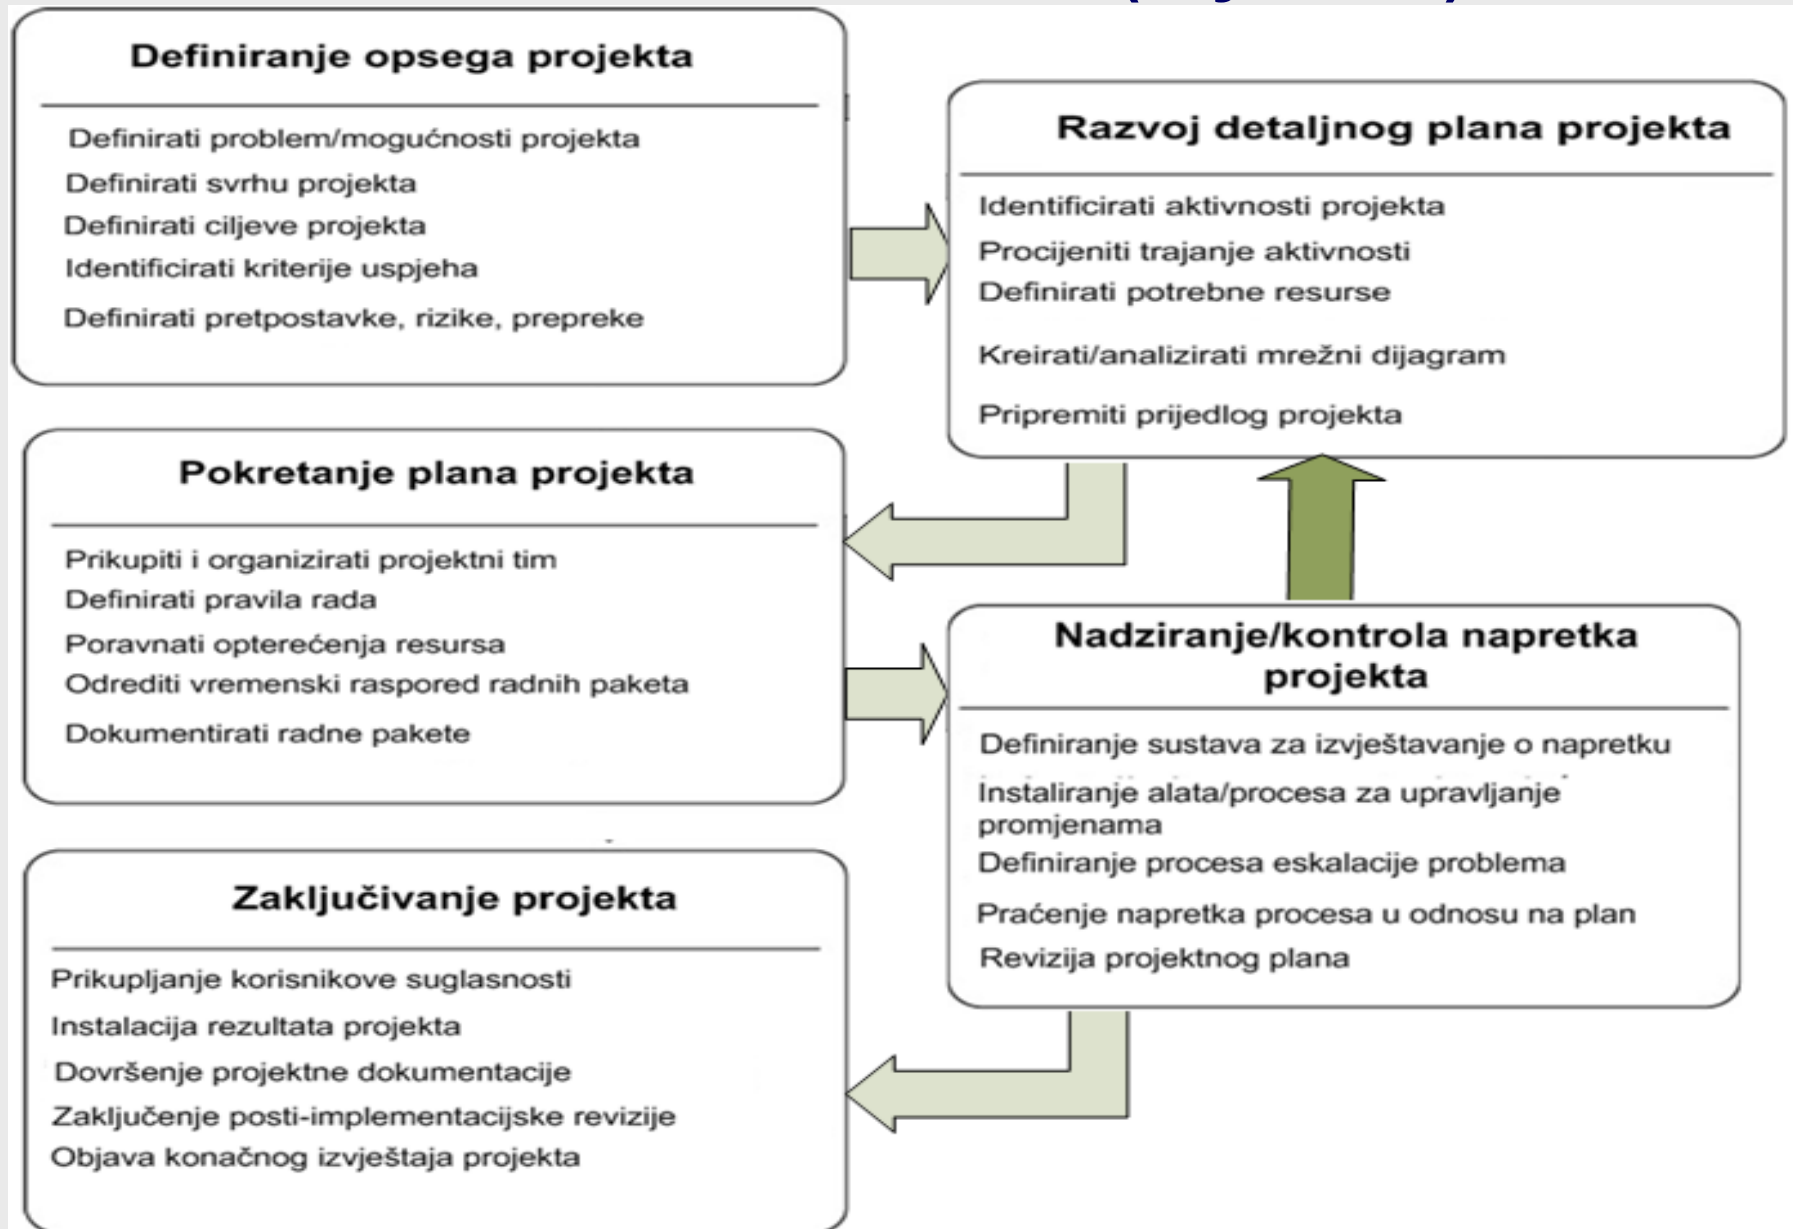 Definiranje opsega projekta
Definirati problem/mogućnosti projekta
Definirati svrhu projekta
Definirati ciljeve projekta
Identificirati kriterije uspjeha
Definirati pretpostavke, rizike, prepreke
Razvoj detaljnog plana projekta
Identificirati aktivnosti projekta
Procijeniti trajanje aktivnosti
Definirati potrebne resurse
Kreirati/analizirati mrežni dijagram
Pripremiti prijedlog projekta
Pokretanje plana projekta
Prikupiti i organizirati projektni tim
Definirati pravila rada
Poravnati opterećenja resursa
Odrediti vremenski raspored radnih paketa
Dokumentirati radne pakete
Nadziranje/kontrola napretka
projekta
Definiranje sustava za izvještavanje o napretku
Instaliranje alata/procesa za upravljanje
promjenama
Definiranje procesa eskalacije problema
Praćenje napretka procesa u odnosu na plan
Revizija projektnog plana
Zaključivanje projekta
Prikupljanje korisnikove suglasnosti
Instalacija rezultata projekta
Dovršenje projektne dokumentacije
Zaključenje posti-implementacijske revizije
Objava konačnog izvještaja projekta